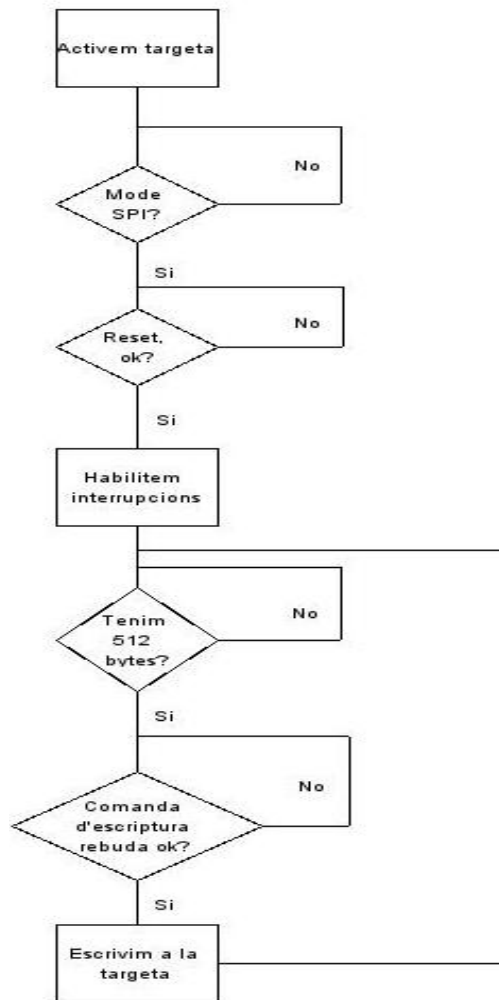 Activem targeta
No
Mode
SPI?
Si
No
Reset,
ok?
Si
Habilitem
interrupcions
No
Tenim
512
bytes?
Si
No
Comanda
d'escriptura
rebuda ok?
Si
Escrivim a la
targeta